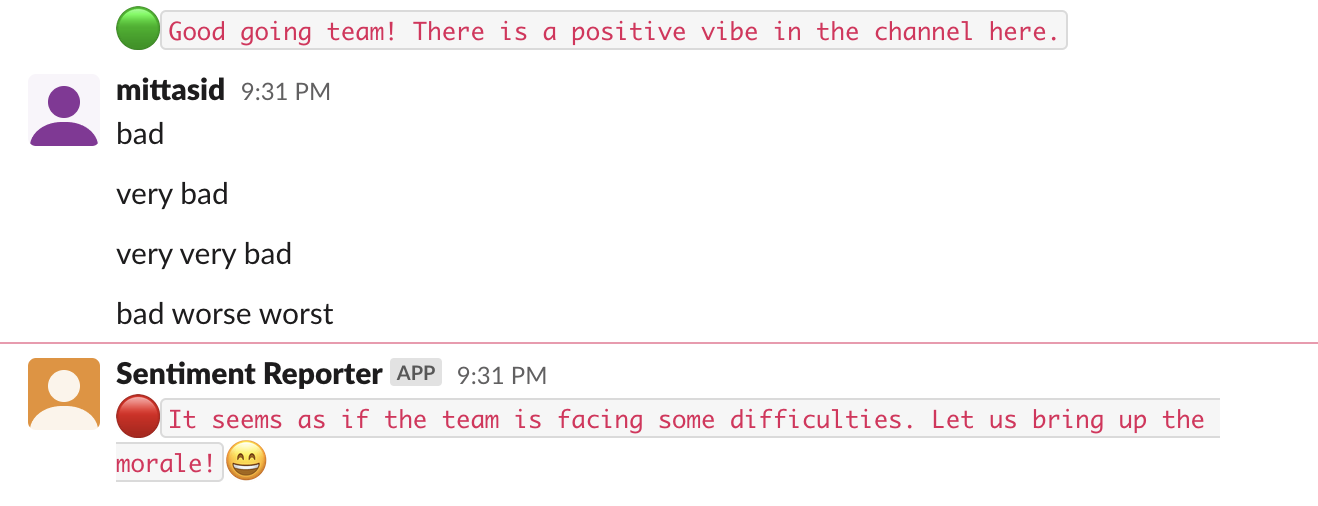 Good going team! There is a positive vibe in the channel here.
mittasid 9:31 PM
bad
very bad
very very bad
bad worse worst
Sentiment Reporter APP 9:31 PM
It seems as if the team is facing some difficulties. Let us bring up the
morale!